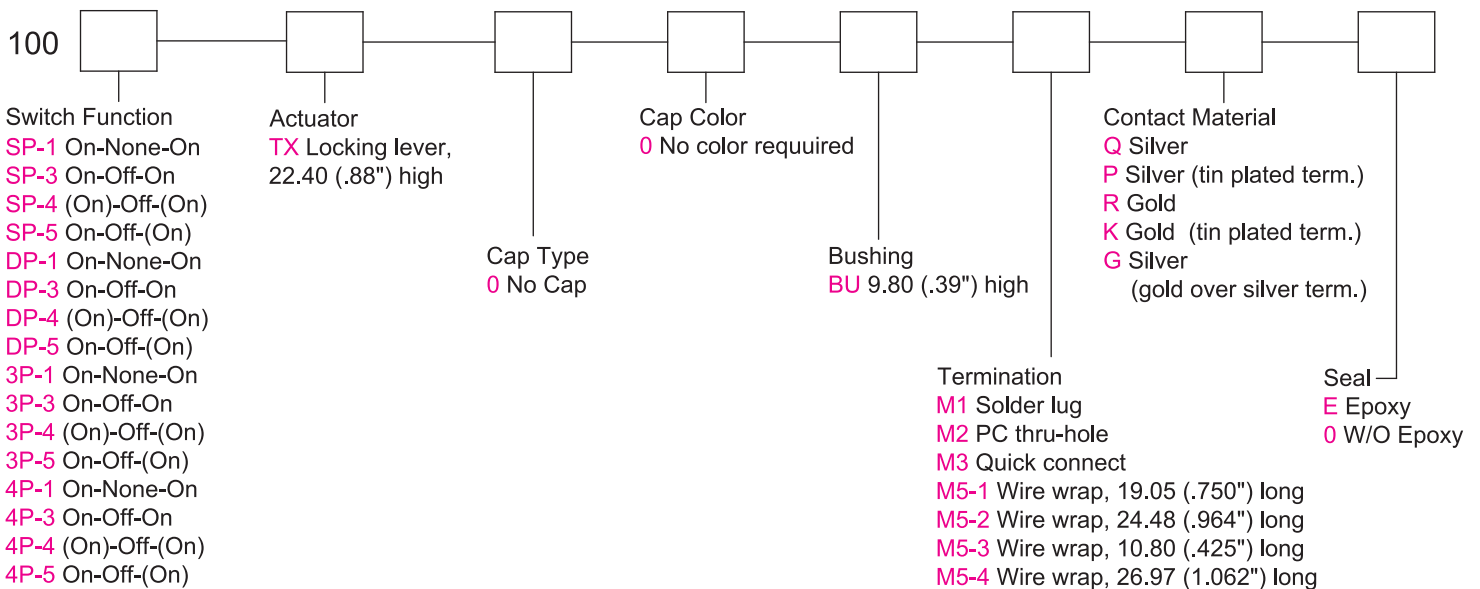 100
Switch Function
SP-1 On-None-On
SP-3 On-Off-On
SP-4 (On)-Off-(On)
SP-5 On-Off-(On)
DP-1 On-None-On
DP-3 On-Off-On
DP-4 (On)-Off-(On)
DP-5 On-Off-(On)
3P-1 On-None-On
3P-3 On-Off-On
3P-4 (On)-Off-(On)
3P-5 On-Off-(On)
4P-1 On-None-On
4P-3 On-Off-On
4P-4 (On)-Off-(On)
4P-5 On-Off-(On)
Actuator
TX Locking lever,
22.40 (.88") high
Cap Type
0 No Cap
Cap Color
0 No color requuired
Bushing
BU 9.80 (.39") high
Termination
M1 Solder lug
M2 PC thru-hole
M3 Quick connect
M5-1 Wire wrap, 19.05 (.750") long
M5-2 Wire wrap, 24.48 (.964") long
M5-3 Wire wrap, 10.80 (.425") long
M5-4 Wire wrap, 26.97 (1.062") long
Contact Material
Q Silver
P Silver (tin plated term.)
R Gold
K Gold (tin plated term.)
G Silver
(gold over silver term.)
Seal
E Epoxy
0 W/O Epoxy